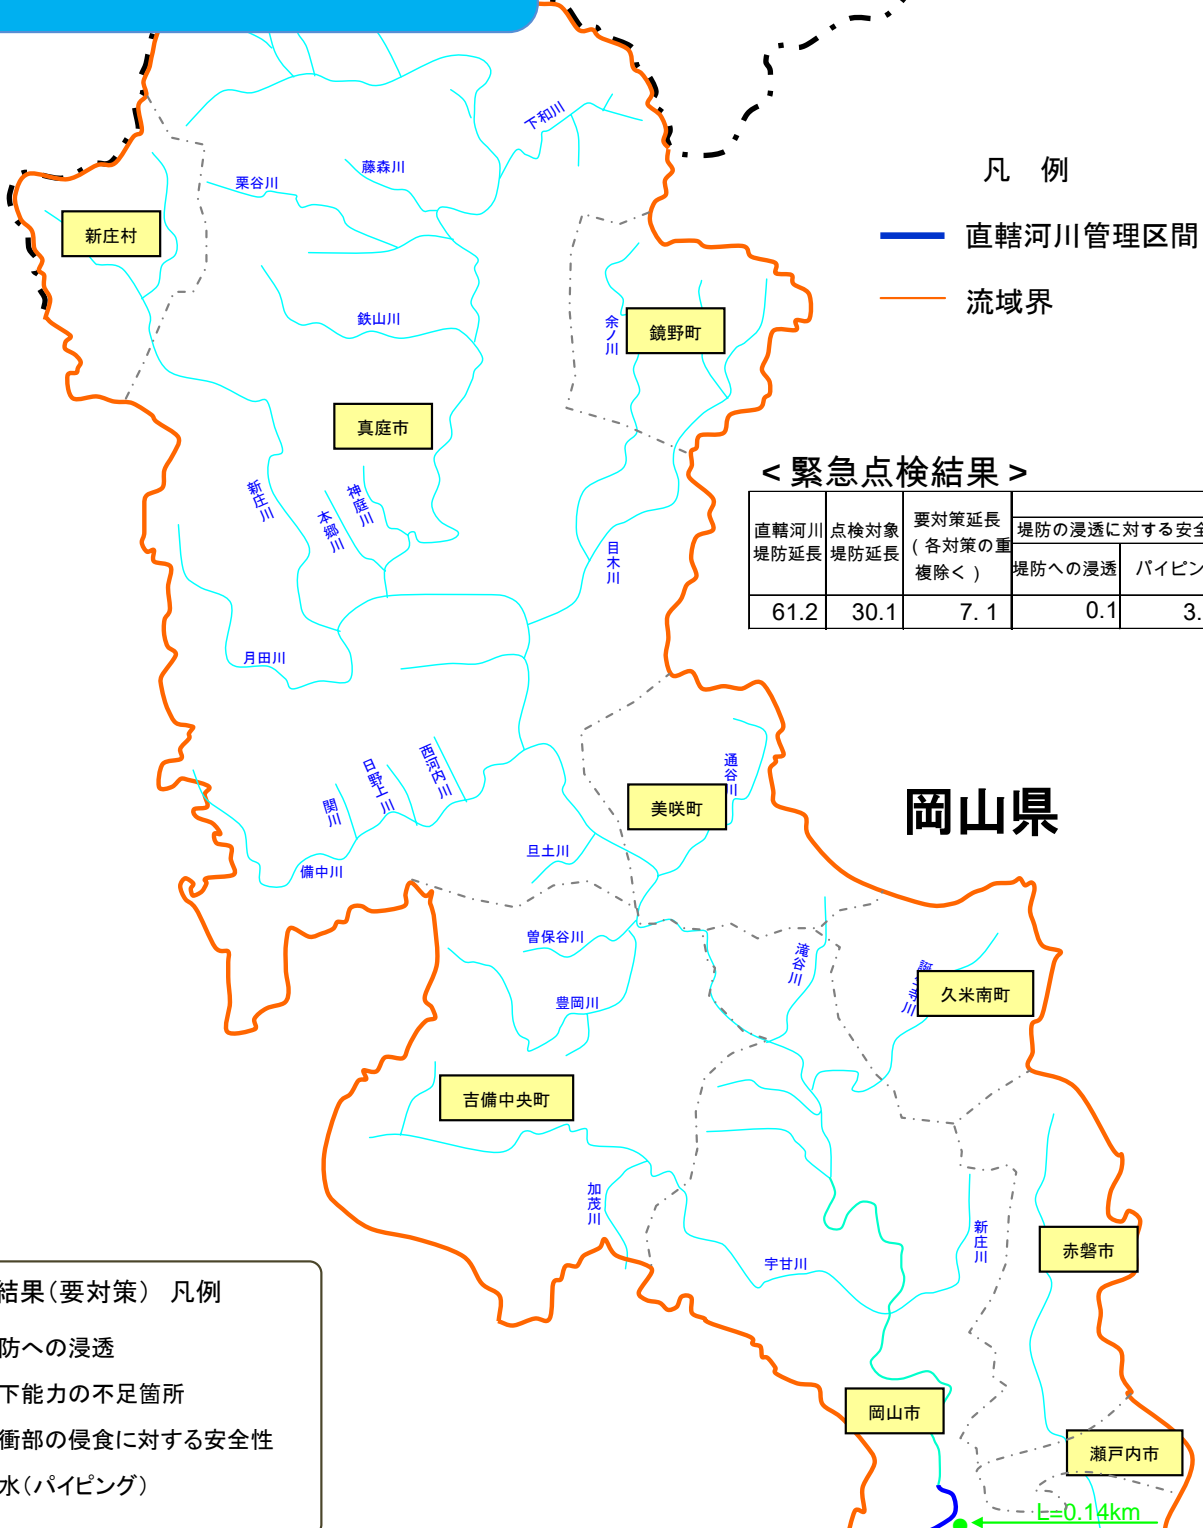 下和川
藤森川
栗谷川
新庄村
凡　例
直轄河川管理区間
流域界
鉄山川
余ノ川
鏡野町
真庭市
＜緊急点検結果＞
直轄河川堤防延長
点検対象堤防延長
要対策延長（各対策の重複除く）
堤防の浸透に対する安全
堤防への浸透
パイピン
61.2 30.1 7.1 0.1 3.
新庄川
本郷川
神庭川
目木川
月田川
通谷川
西河内川
日野上川
関川
美咲町
岡山県
旦土川
備中川
曽保谷川
滝谷川
久米南町
豊岡川
吉備中央町
加茂川
新庄川
赤磐市
宇甘川
結果（要対策）　凡例
防への浸透
下能力の不足箇所
衝部の侵食に対する安全性
水（パイピング）
岡山市
瀬戸内市
L=0.14km